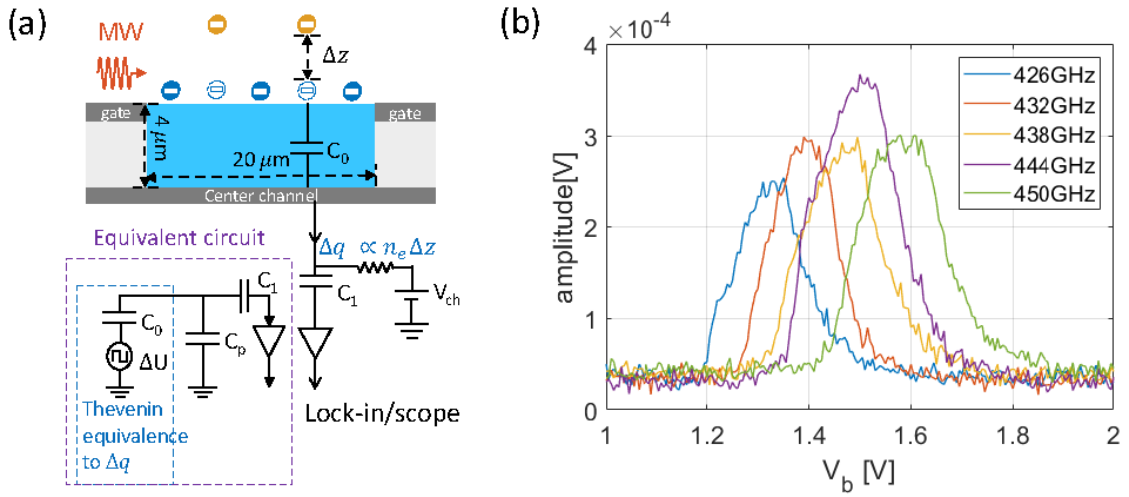 (a)
MW
Δz
gate
gate
4 μm
C₀
20 μm
Center channel
Equivalent circuit
Δq ∝ nₑ Δz
C₁
C₁
V_ch
C₀
C_p
ΔU
Lock-in/scope
Thevenin
equivalence
to Δq
(b)
×10⁻⁴
4
3
2
1
0
amplitude[V]
426GHz
432GHz
438GHz
444GHz
450GHz
1
1.2
1.4
1.6
1.8
2
V_b [V]